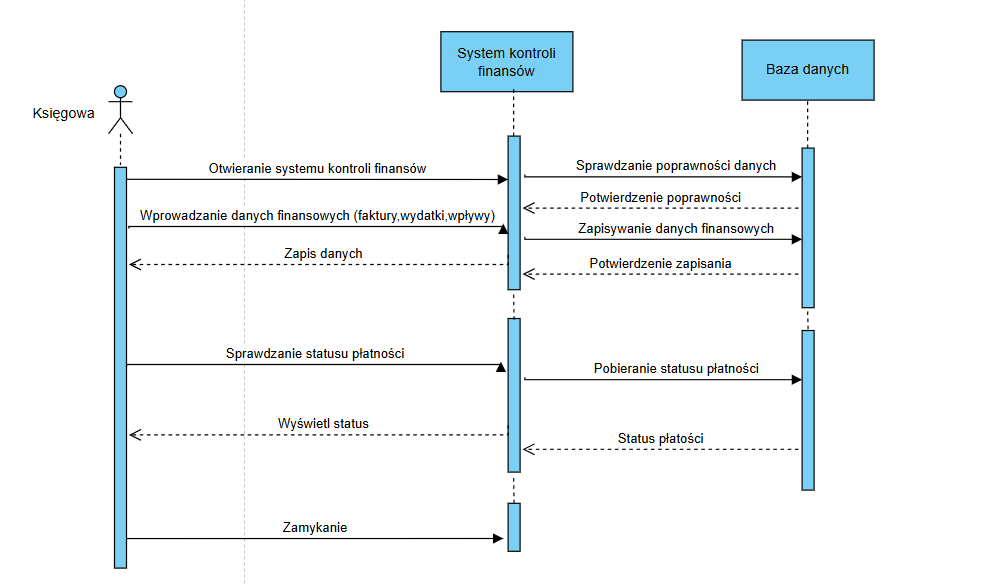 System kontroli
finansów
Baza danych
Księgowa
Otwieranie systemu kontroli finansów
Sprawdzanie poprawności danych
Potwierdzenie poprawności
Wprowadzanie danych finansowych (faktury,wydatki,wpływy)
Zapisywanie danych finansowych
Zapis danych
Potwierdzenie zapisania
Sprawdzanie statusu płatności
Pobieranie statusu płatności
Wyświetl status
Status płatości
Zamykanie